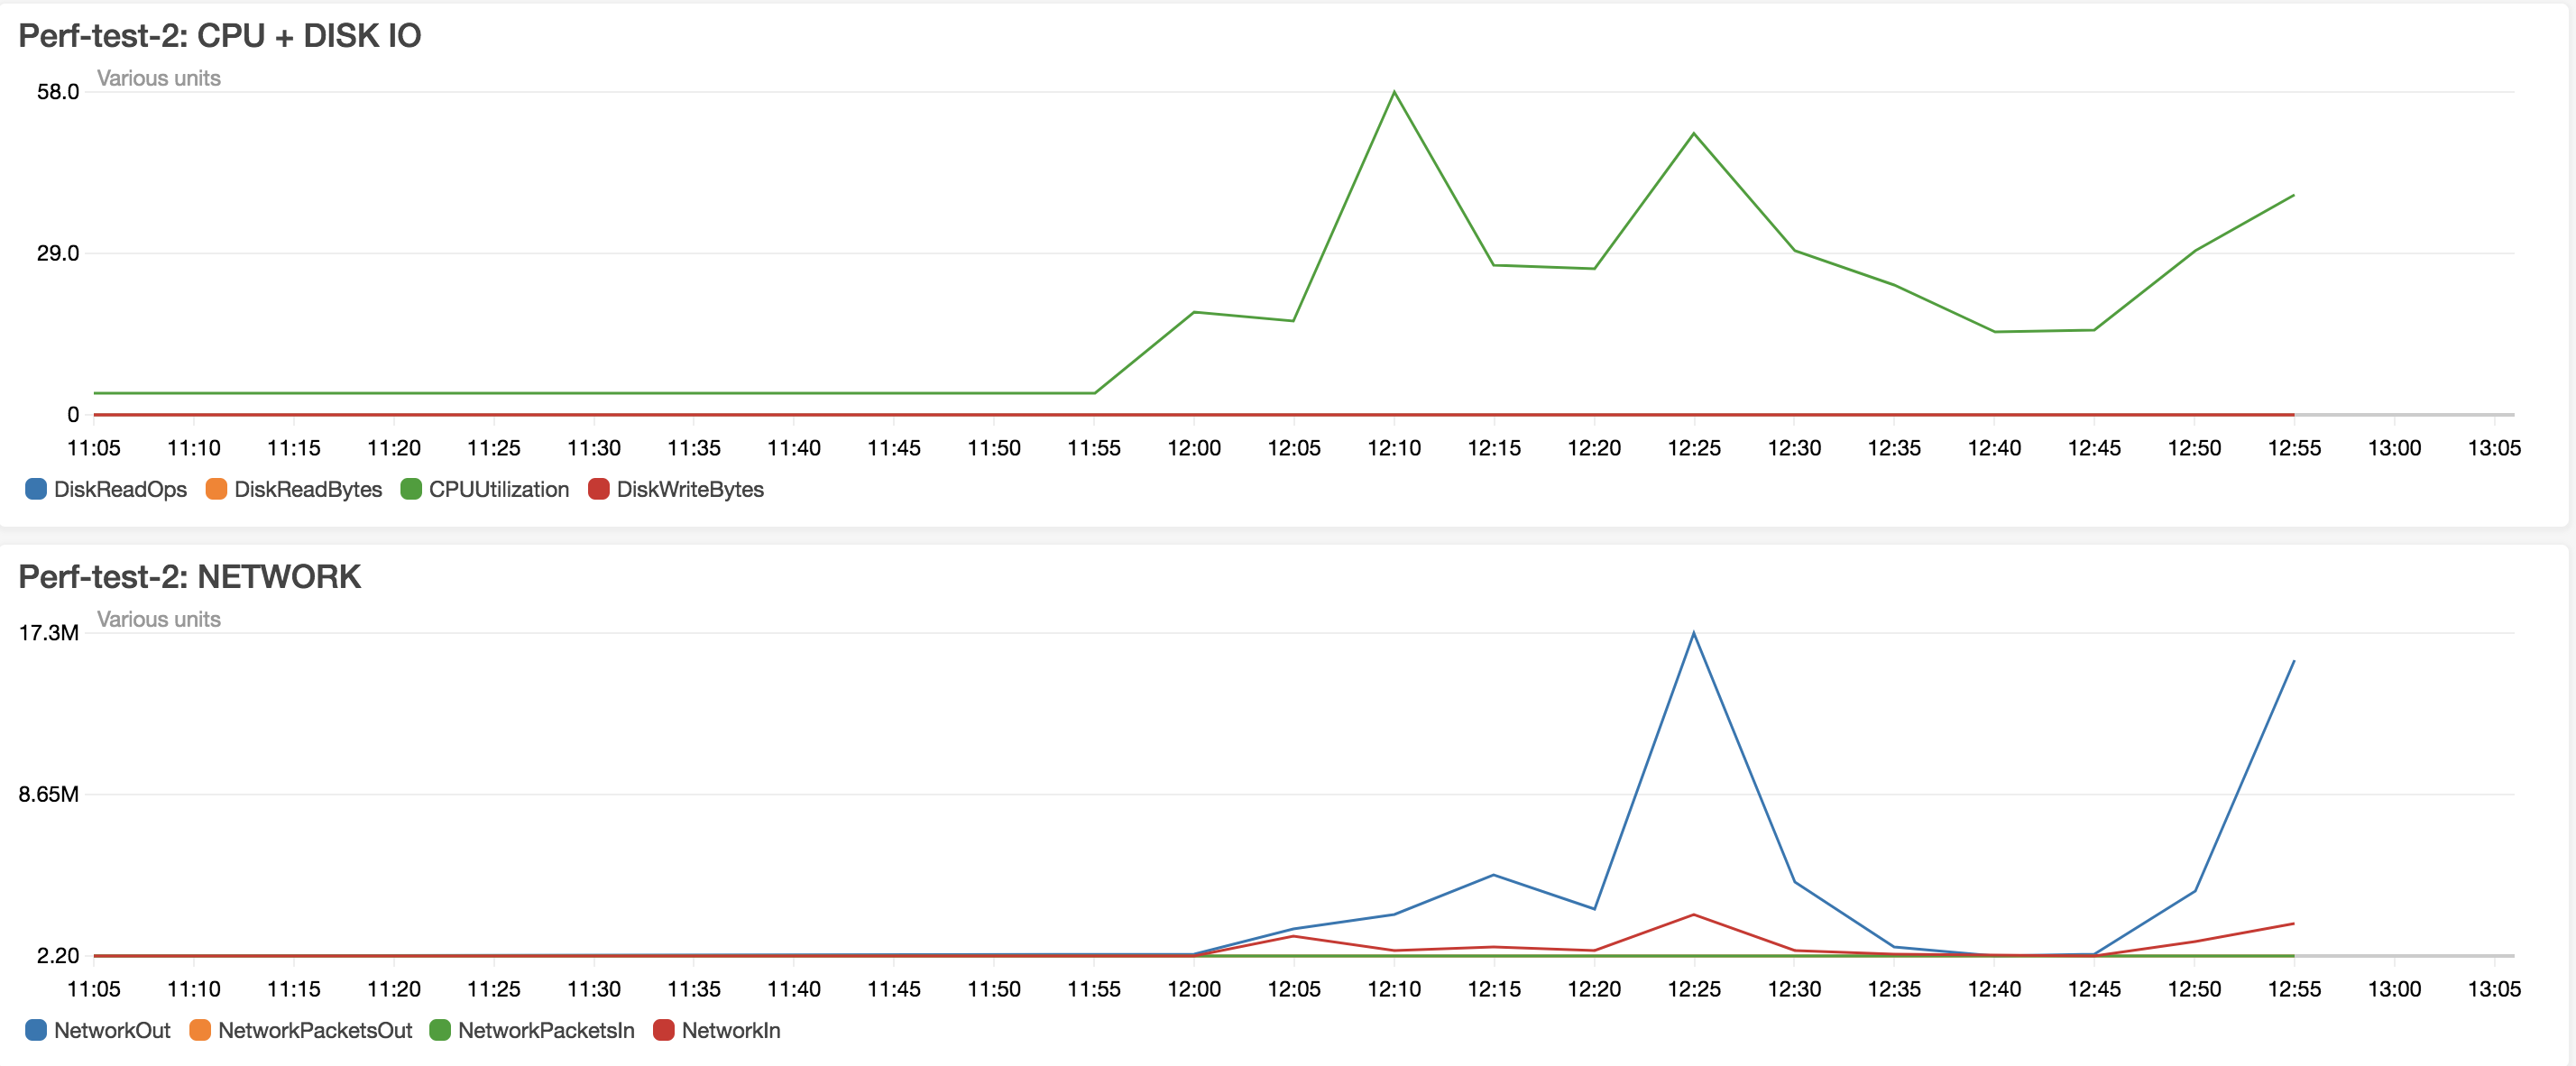 Perf-test-2: CPU + DISK IO
Various units
58.0
29.0
0
11:05 11:10 11:15 11:20 11:25 11:30 11:35 11:40 11:45 11:50 11:55 12:00 12:05 12:10 12:15 12:20 12:25 12:30 12:35 12:40 12:45 12:50 12:55 13:00 13:05
DiskReadOps DiskReadBytes CPUUtilization DiskWriteBytes
Perf-test-2: NETWORK
Various units
17.3M
8.65M
2.20
11:05 11:10 11:15 11:20 11:25 11:30 11:35 11:40 11:45 11:50 11:55 12:00 12:05 12:10 12:15 12:20 12:25 12:30 12:35 12:40 12:45 12:50 12:55 13:00 13:05
NetworkOut NetworkPacketsOut NetworkPacketsIn NetworkIn